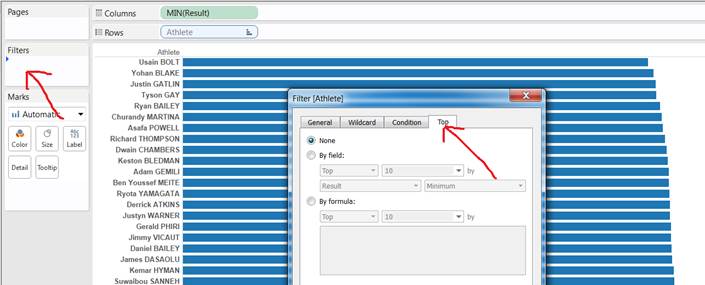 Pages
Columns
MIN(Result)
Rows
Athlete
Filters
Marks
Automatic
Color
Size
Label
Detail
Tooltip
Athlete
Usain BOLT
Yohan BLAKE
Justin GATLIN
Tyson GAY
Ryan BAILEY
Churandy MARTINA
Asafa POWELL
Richard THOMPSON
Dwain CHAMBERS
Keston BLEDMAN
Adam GEMILI
Ben Youssef MEITE
Ryota YAMAGATA
Derrick ATKINS
Justyn WARNER
Gerald PHIRI
Jimmy VICAUT
Daniel BAILEY
James DASAOLU
Kemar HYMAN
Suwaibou SANNEH
Filter [Athlete]
General Wildcard Condition Top
None
By field:
Top 10 by
Result Minimum
By formula:
Top 10 by